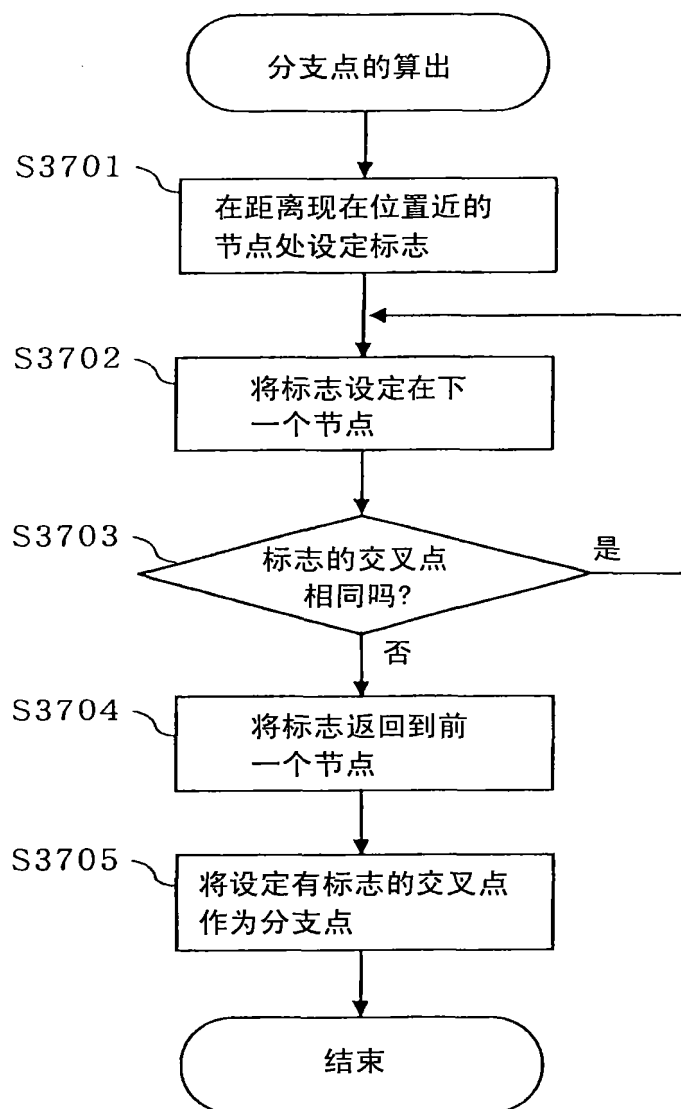 分支点的算出
S3701
在距离现在位置近的
节点处设定标志
S3702
将标志设定在下
一个节点
S3703
标志的交叉点
相同吗?
是
否
S3704
将标志返回到前
一个节点
S3705
将设定有标志的交叉点
作为分支点
结束